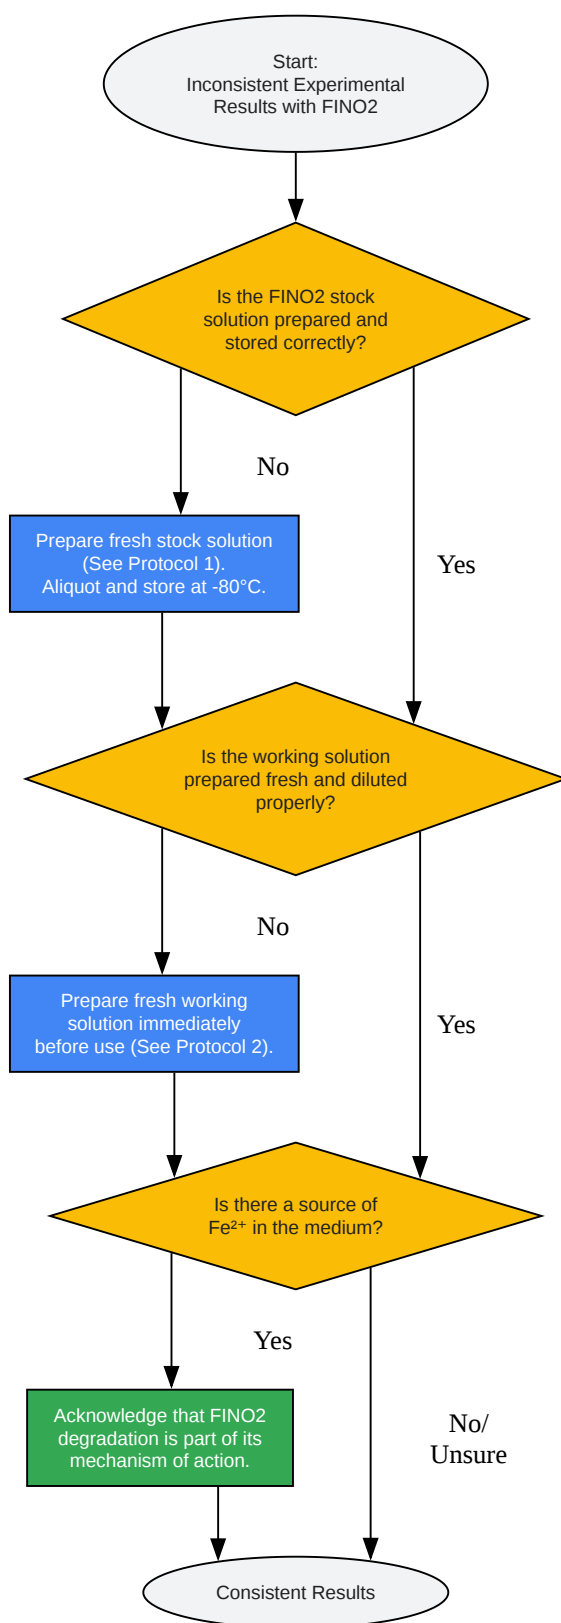 Start:
Inconsistent Experimental
Results with FINO2
Is the FINO2 stock
solution prepared and
stored correctly?
No
Prepare fresh stock solution
(See Protocol 1).
Aliquot and store at -80°C.
Yes
Is the working solution
prepared fresh and diluted
properly?
No
Prepare fresh working
solution immediately
before use (See Protocol 2).
Yes
Is there a source of
Fe²⁺ in the medium?
Yes
Acknowledge that FINO2
degradation is part of its
mechanism of action.
No/
Unsure
Consistent Results